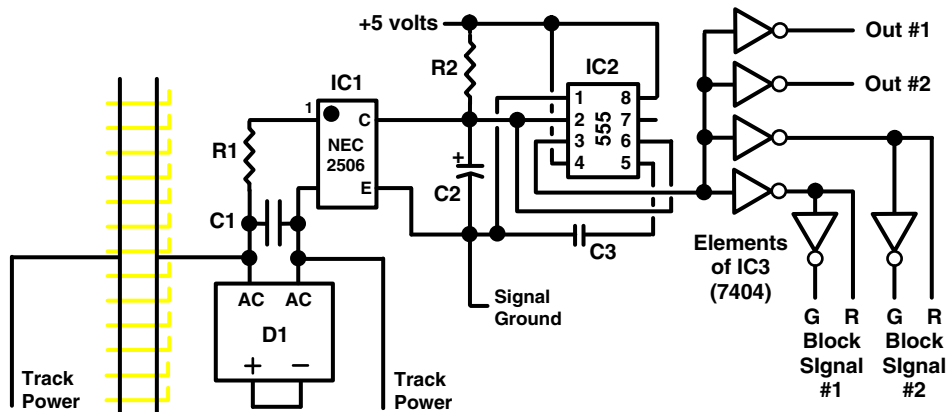 +5 volts
R2
IC1
IC2
Out #1
Out #2
1
C
NEC
2506
E
R1
C1
C2
+
1 8
2 7
3 6
4 5
555
C3
Elements
of IC3
(7404)
AC AC
D1
+ −
Signal
Ground
Track
Power
Track
Power
G R
Block
SIgnal
#1
G R
Block
SIgnal
#2